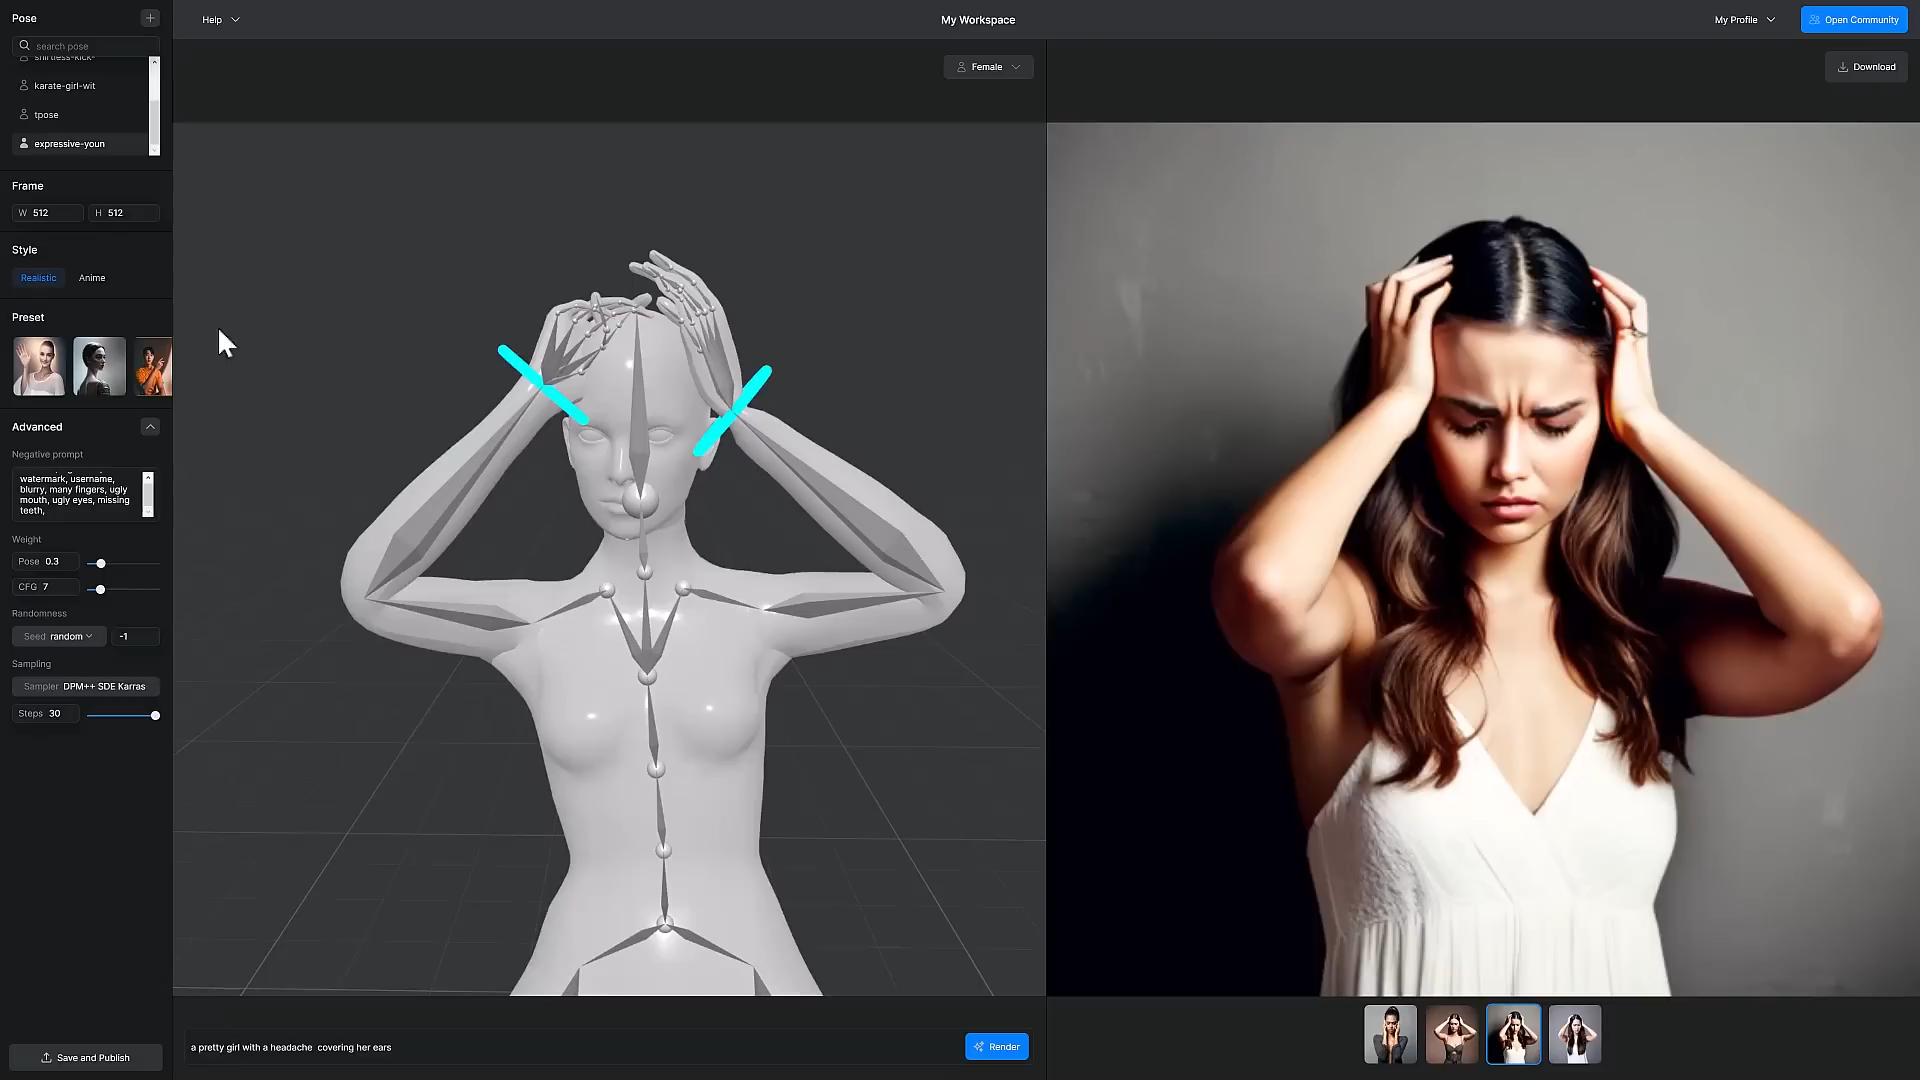 Pose
Help
My Workspace
My Profile
Open Community
search pose
shirtless-kick-
karate-girl-wit
tpose
expressive-youn
Female
Download
Frame
W 512
H 512
Style
Realistic
Anime
Preset
Advanced
Negative prompt
watermark, username,
blurry, many fingers, ugly
mouth, ugly eyes, missing
teeth,
Weight
Pose 0.3
CFG 7
Randomness
Seed random
-1
Sampling
Sampler DPM++ SDE Karras
Steps 30
Save and Publish
a pretty girl with a headache  covering her ears
Render